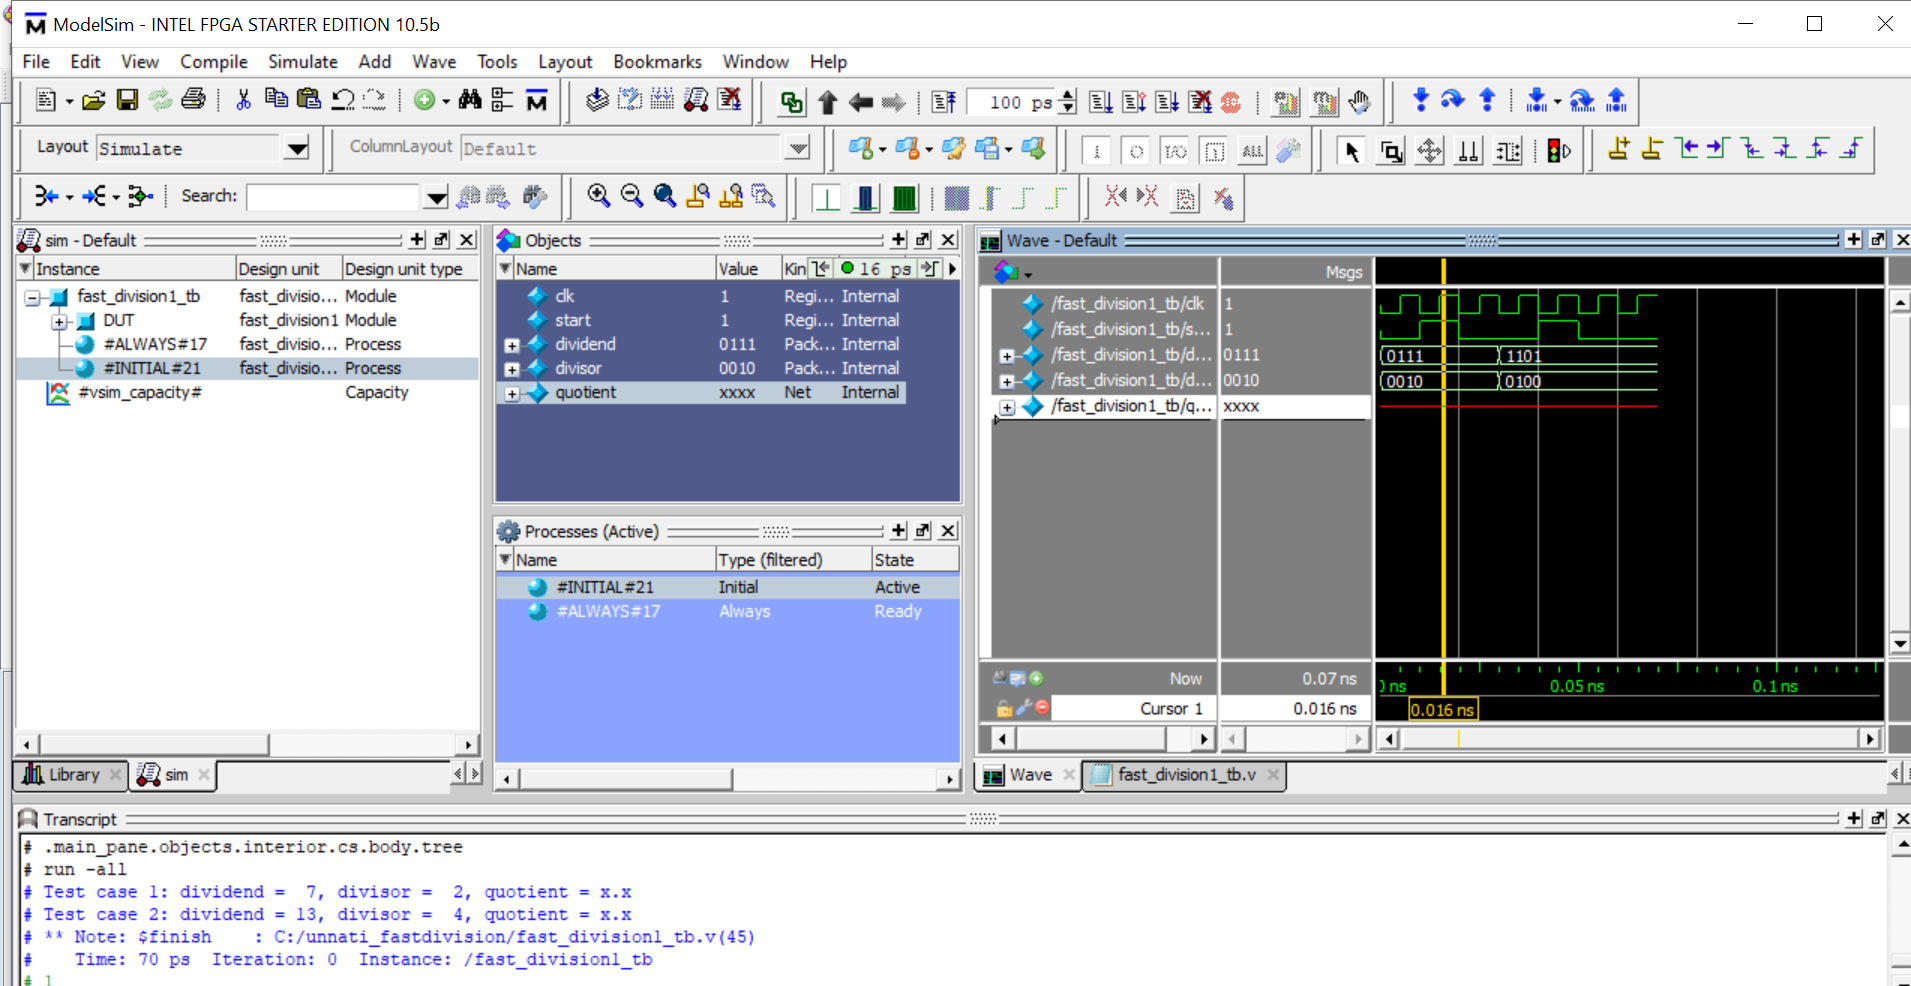 ModelSim - INTEL FPGA STARTER EDITION 10.5b
File Edit View Compile Simulate Add Wave Tools Layout Bookmarks Window Help
100 ps
Layout Simulate ColumnLayout Default
Search:
sim - Default
Instance Design unit Design unit type
fast_division1_tb fast_divisio... Module
DUT fast_division1 Module
#ALWAYS#17 fast_divisio... Process
#INITIAL#21 fast_divisio... Process
#vsim_capacity# Capacity
Library sim
Objects
Name Value Kin 16 ps
clk 1 Regi... Internal
start 1 Regi... Internal
dividend 0111 Pack... Internal
divisor 0010 Pack... Internal
quotient xxxx Net Internal
Processes (Active)
Name Type (filtered) State
#INITIAL#21 Initial Active
#ALWAYS#17 Always Ready
Wave - Default
Msgs
/fast_division1_tb/clk 1
/fast_division1_tb/s... 1
/fast_division1_tb/d... 0111 0111 1101
/fast_division1_tb/d... 0010 0010 0100
/fast_division1_tb/q... xxxx
Now 0.07 ns ns 0.05 ns 0.1 ns
Cursor 1 0.016 ns 0.016 ns
Wave fast_division1_tb.v
Transcript
# .main_pane.objects.interior.cs.body.tree
# run -all
# Test case 1: dividend =  7, divisor =  2, quotient = x.x
# Test case 2: dividend = 13, divisor =  4, quotient = x.x
# ** Note: $finish    : C:/unnati_fastdivision/fast_division1_tb.v(45)
#    Time: 70 ps  Iteration: 0  Instance: /fast_division1_tb
# 1